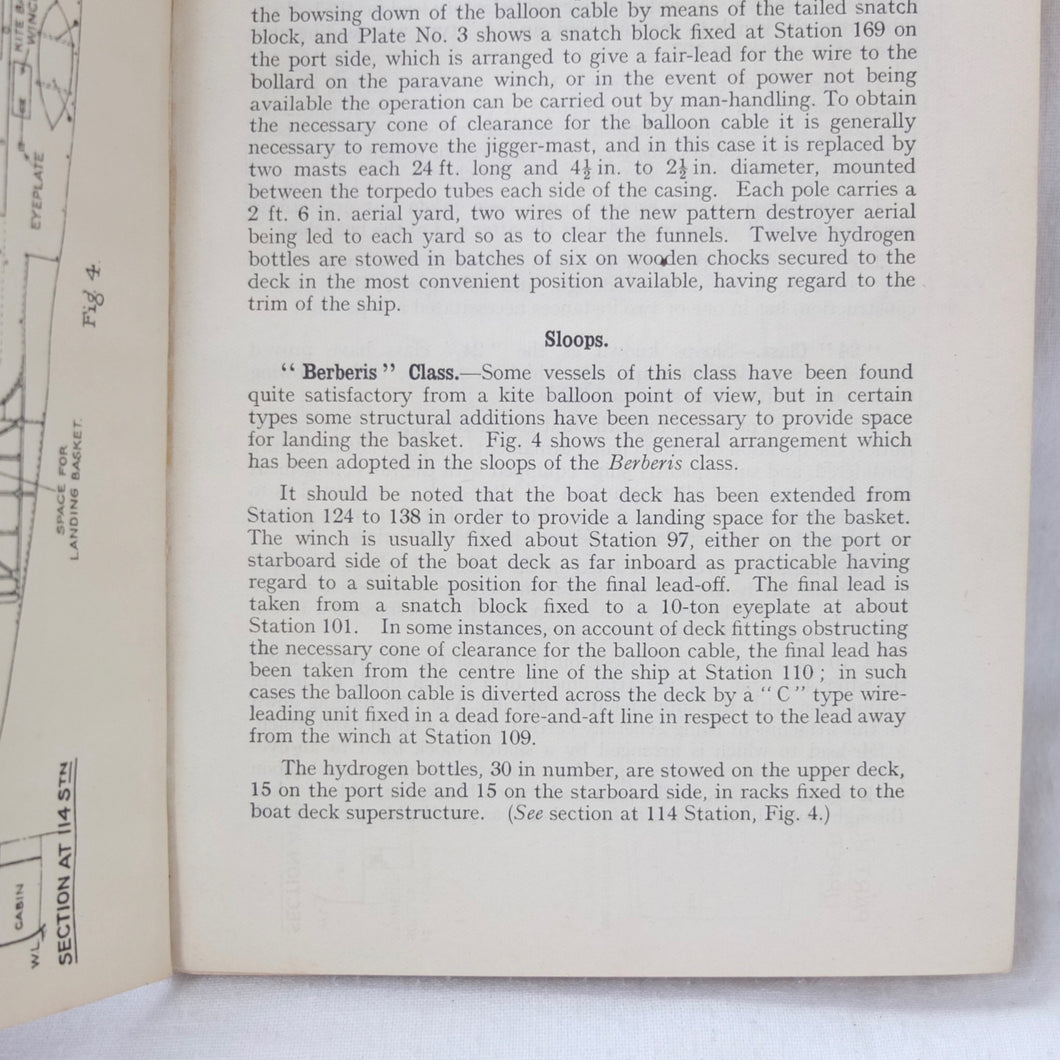 the bowsing down of the balloon cable by means of the tailed snatch
block, and Plate No. 3 shows a snatch block fixed at Station 169 on
the port side, which is arranged to give a fair-lead for the wire to the
bollard on the paravane winch, or in the event of power not being
available the operation can be carried out by man-handling. To obtain
the necessary cone of clearance for the balloon cable it is generally
necessary to remove the jigger-mast, and in this case it is replaced by
two masts each 24 ft. long and 4½ in. to 2½ in. diameter, mounted
between the torpedo tubes each side of the casing. Each pole carries a
2 ft. 6 in. aerial yard, two wires of the new pattern destroyer aerial
being led to each yard so as to clear the funnels. Twelve hydrogen
bottles are stowed in batches of six on wooden chocks secured to the
deck in the most convenient position available, having regard to the
trim of the ship.
Sloops.
“ Berberis ” Class.—Some vessels of this class have been found
quite satisfactory from a kite balloon point of view, but in certain
types some structural additions have been necessary to provide space
for landing the basket. Fig. 4 shows the general arrangement which
has been adopted in the sloops of the Berberis class.
It should be noted that the boat deck has been extended from
Station 124 to 138 in order to provide a landing space for the basket.
The winch is usually fixed about Station 97, either on the port or
starboard side of the boat deck as far inboard as practicable having
regard to a suitable position for the final lead-off. The final lead is
taken from a snatch block fixed to a 10-ton eyeplate at about
Station 101. In some instances, on account of deck fittings obstructing
the necessary cone of clearance for the balloon cable, the final lead has
been taken from the centre line of the ship at Station 110 ; in such
cases the balloon cable is diverted across the deck by a “ C ” type wire-
leading unit fixed in a dead fore-and-aft line in respect to the lead away
from the winch at Station 109.
The hydrogen bottles, 30 in number, are stowed on the upper deck,
15 on the port side and 15 on the starboard side, in racks fixed to the
boat deck superstructure. (See section at 114 Station, Fig. 4.)
KITE
EYEPLATE
Fig 4.
SPACE FOR
LANDING BASKET.
SECTION AT 114 STN
CABIN
W.L.